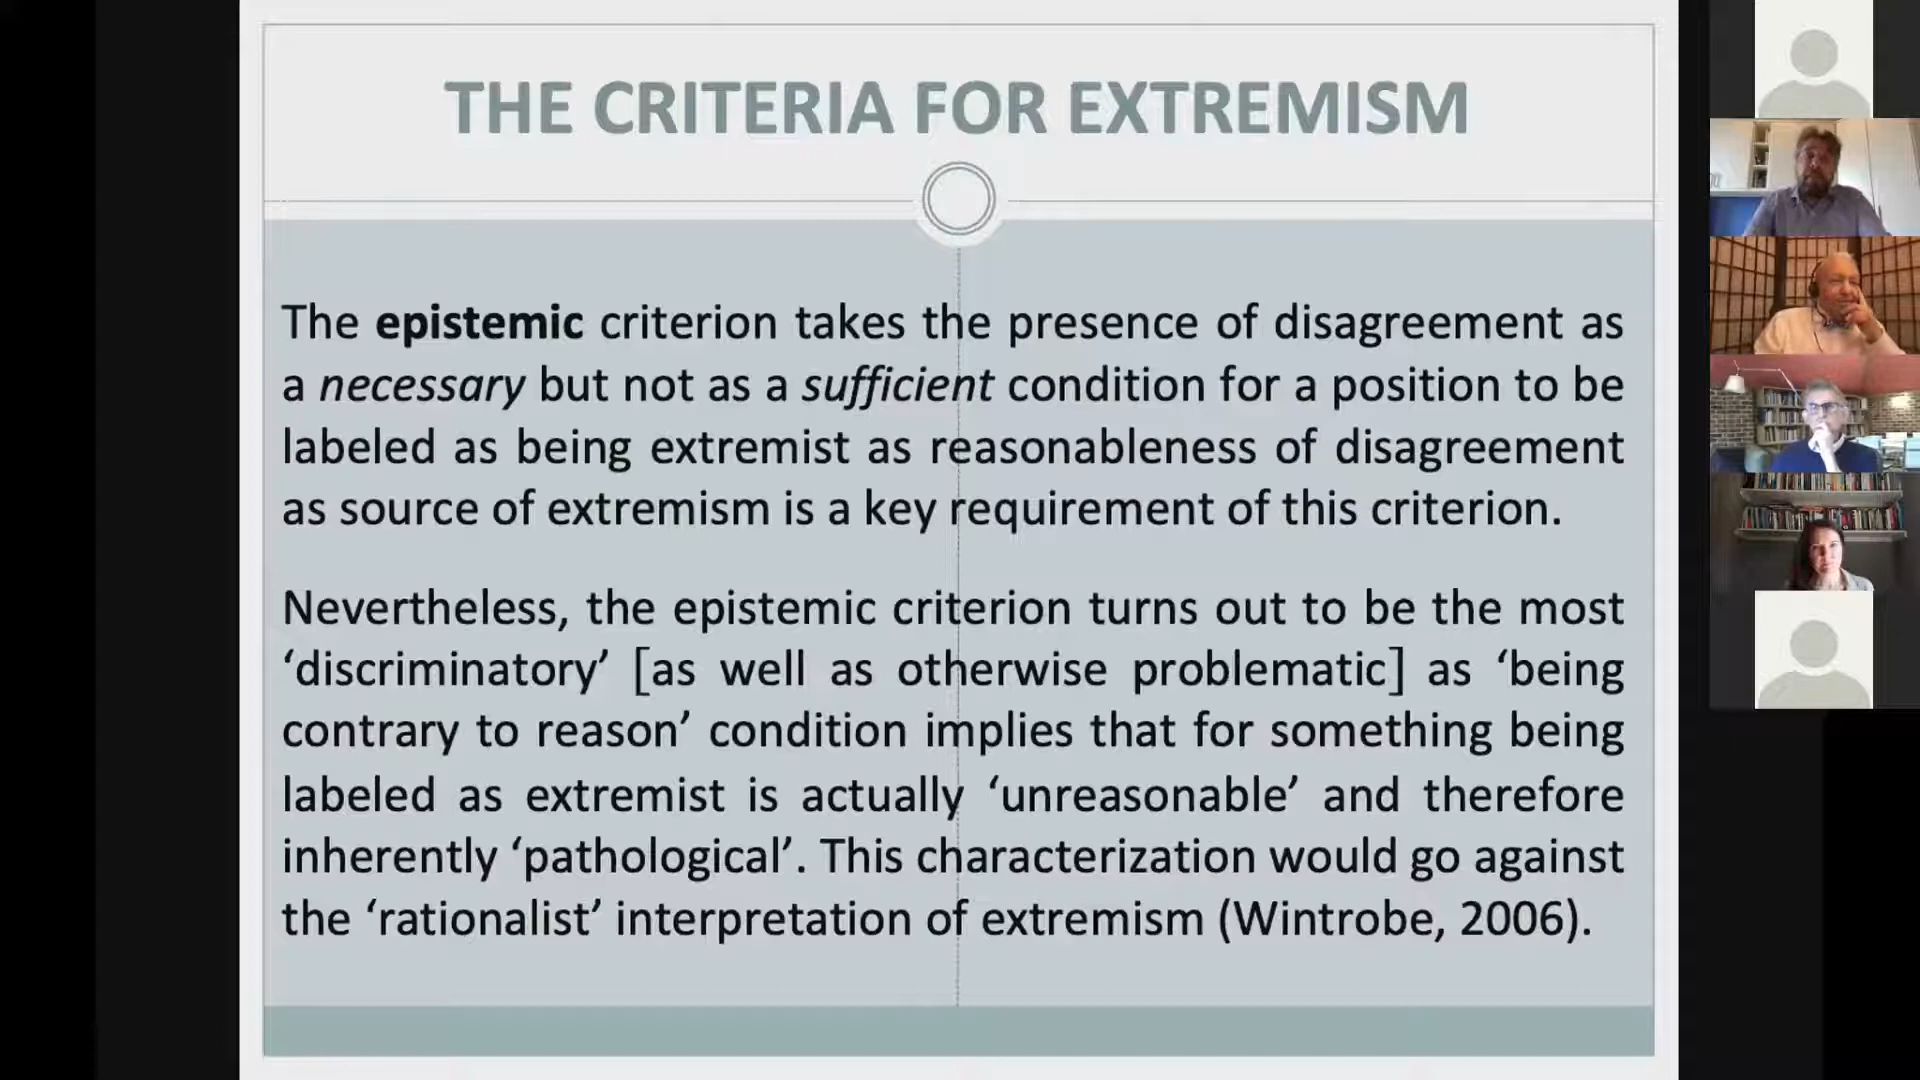 THE CRITERIA FOR EXTREMISM
The epistemic criterion takes the presence of disagreement as
a necessary but not as a sufficient condition for a position to be
labeled as being extremist as reasonableness of disagreement
as source of extremism is a key requirement of this criterion.
Nevertheless, the epistemic criterion turns out to be the most
‘discriminatory’ [as well as otherwise problematic] as ‘being
contrary to reason’ condition implies that for something being
labeled as extremist is actually ‘unreasonable’ and therefore
inherently ‘pathological’. This characterization would go against
the ‘rationalist’ interpretation of extremism (Wintrobe, 2006).